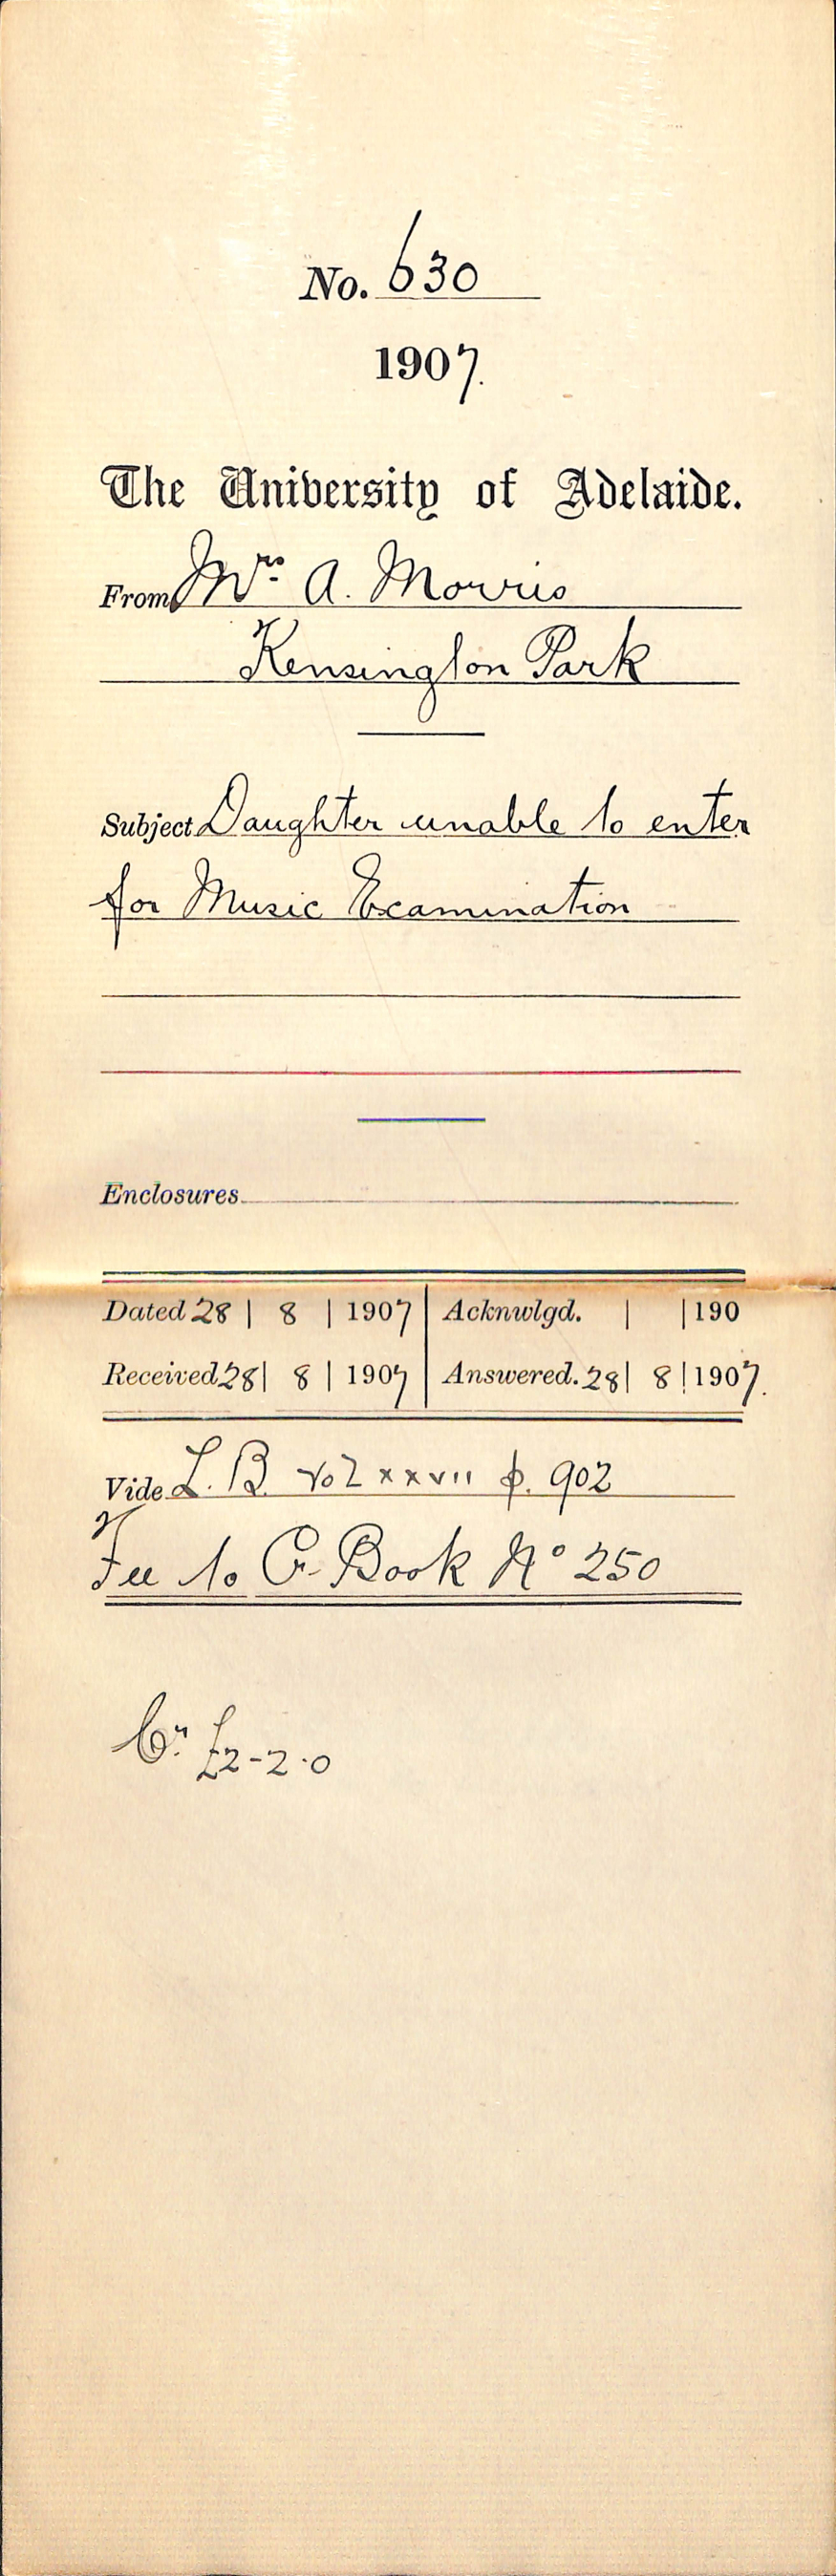 No. 630
1907.
The University of Adelaide.
From Mrs. A. Morris
Kensington Park
Subject Daughter unable to enter
for Music Examination
Enclosures
Dated 28 | 8 | 1907 | Acknwlgd. | | 190
Received 28 | 8 | 1907 | Answered. 28 | 8 | 1907.
Vide L. B. Vol xxvii p. 902
Fee to Cr Book No 250
Cr. £2-2-0